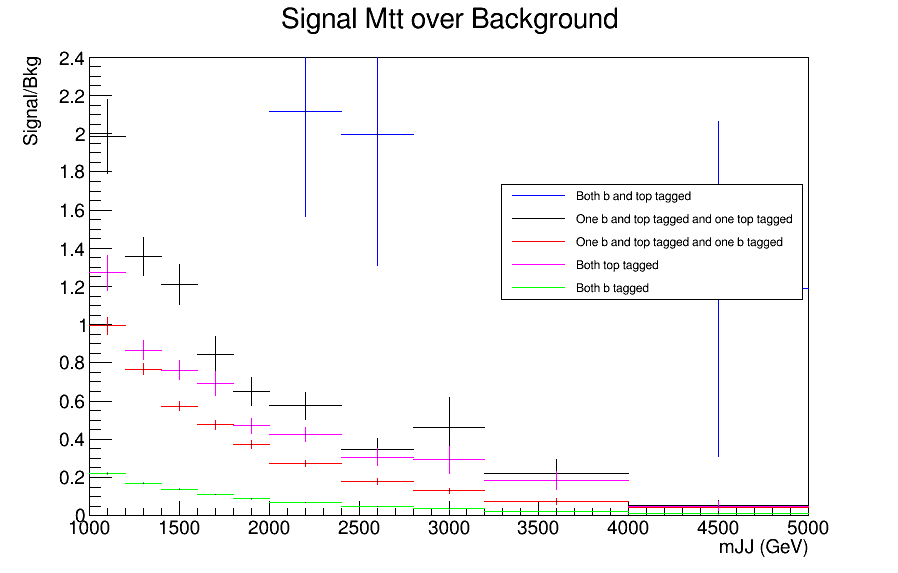 Signal Mtt over Background
Signal/Bkg
2.4
2.2
2
1.8
1.6
1.4
1.2
1
0.8
0.6
0.4
0.2
0
Both b and top tagged
One b and top tagged and one top tagged
One b and top tagged and one b tagged
Both top tagged
Both b tagged
1000 1500 2000 2500 3000 3500 4000 4500 5000
mJJ (GeV)